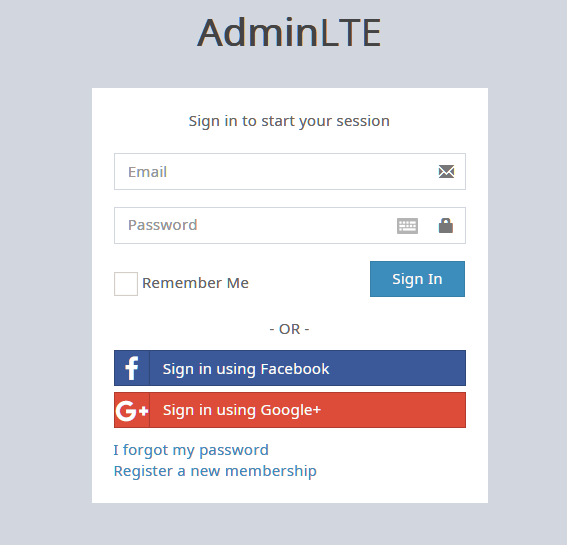 AdminLTE
Sign in to start your session
Email
Password
Remember Me
Sign In
- OR -
Sign in using Facebook
Sign in using Google+
I forgot my password
Register a new membership